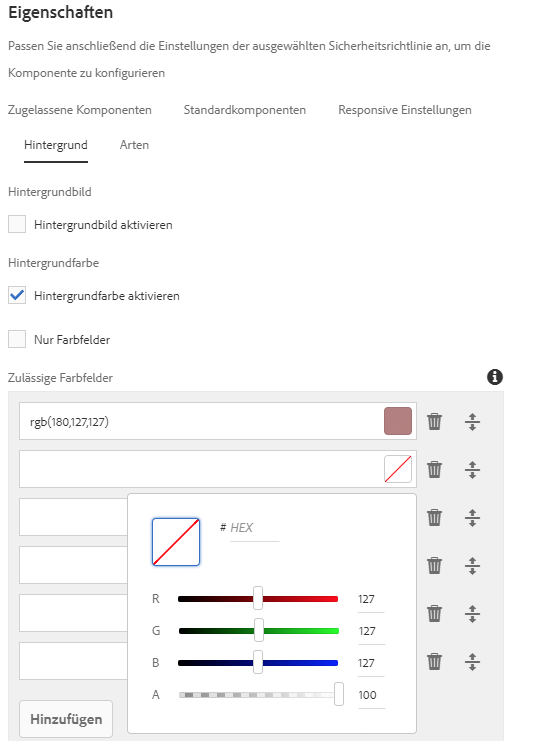 Eigenschaften
Passen Sie anschließend die Einstellungen der ausgewählten Sicherheitsrichtlinie an, um die
Komponente zu konfigurieren
Zugelassene Komponenten Standardkomponenten Responsive Einstellungen
Hintergrund Arten
Hintergrundbild
Hintergrundbild aktivieren
Hintergrundfarbe
Hintergrundfarbe aktivieren
Nur Farbfelder
Zulässige Farbfelder
rgb(180,127,127)
# HEX
R 127
G 127
B 127
A 100
Hinzufügen